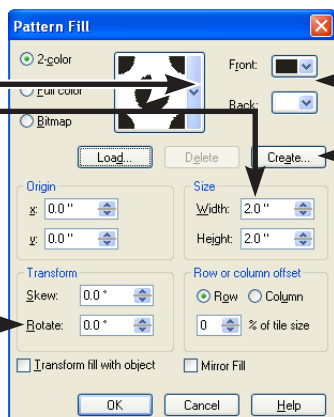 Pattern Fill
2-color Front:
Full color Back:
Bitmap
Load... Delete Create...
Origin Size
x: 0.0 " Width: 2.0 "
y: 0.0 " Height: 2.0 "
Transform Row or column offset
Skew: 0.0 ° Row Column
Rotate: 0.0 ° 0 % of tile size
Transform fill with object Mirror Fill
OK Cancel Help